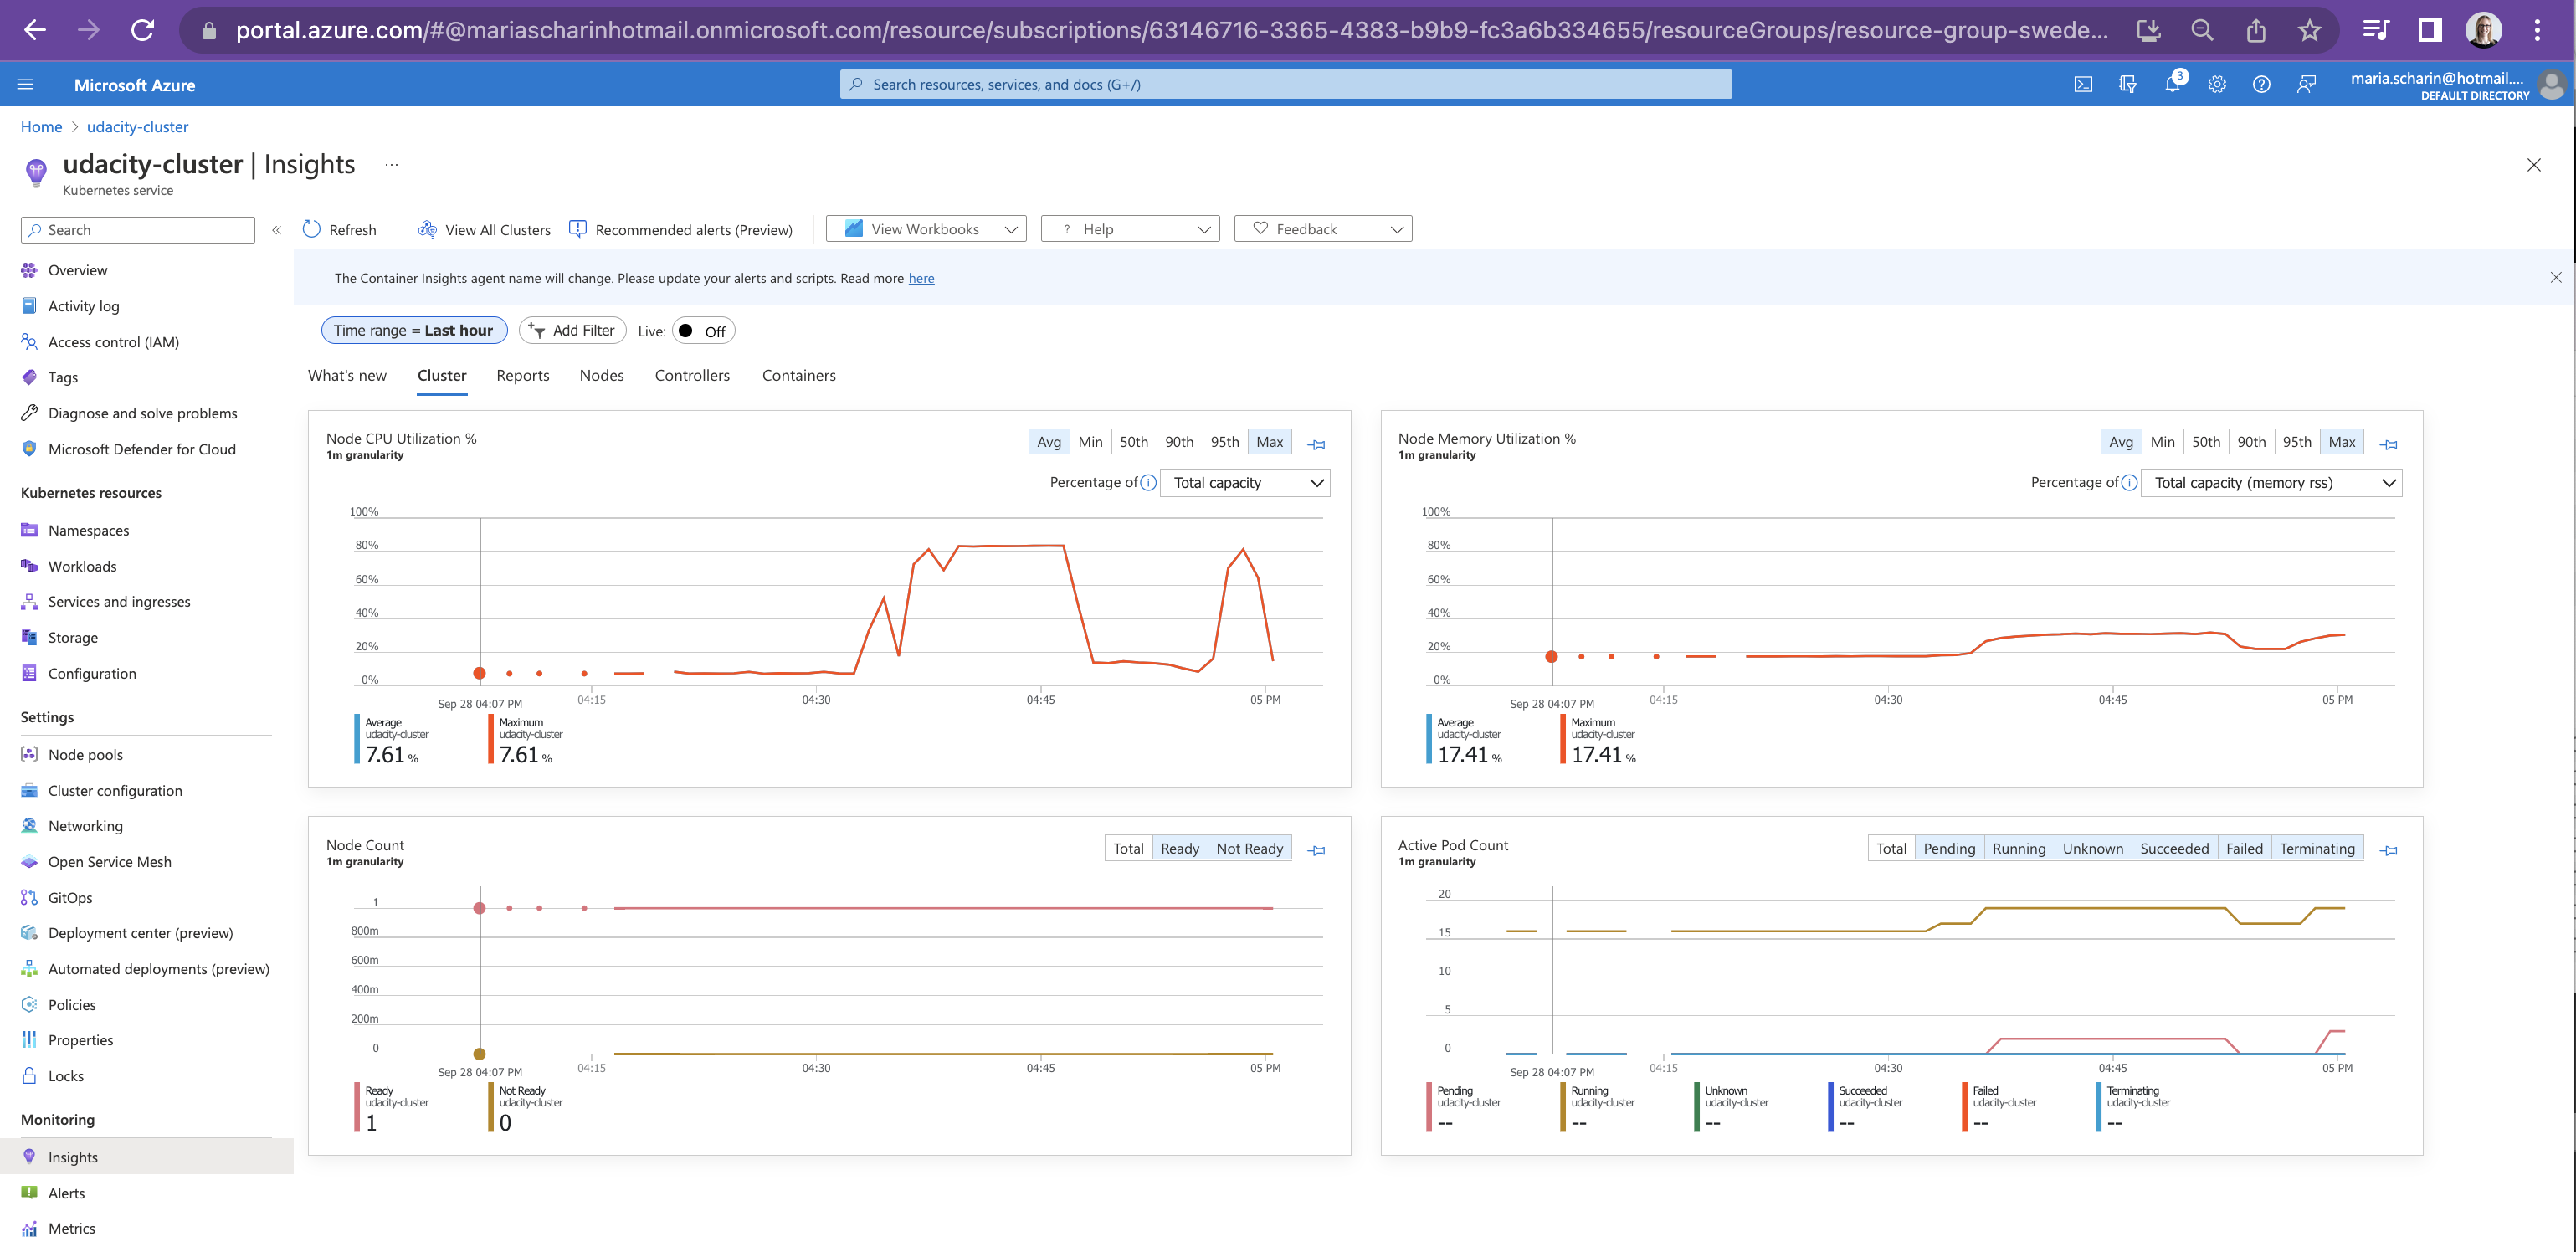 portal.azure.com/#@mariascharinhotmail.onmicrosoft.com/resource/subscriptions/63146716-3365-4383-b9b9-fc3a6b334655/resourceGroups/resource-group-swede...
Microsoft Azure
Search resources, services, and docs (G+/)
3
maria.scharin@hotmail....
DEFAULT DIRECTORY
Home > udacity-cluster
udacity-cluster | Insights ...
Kubernetes service
Search
«
Refresh
View All Clusters
Recommended alerts (Preview)
View Workbooks
? Help
Feedback
Overview
Activity log
Access control (IAM)
Tags
Diagnose and solve problems
Microsoft Defender for Cloud
Kubernetes resources
Namespaces
Workloads
Services and ingresses
Storage
Configuration
Settings
Node pools
Cluster configuration
Networking
Open Service Mesh
GitOps
Deployment center (preview)
Automated deployments (preview)
Policies
Properties
Locks
Monitoring
Insights
Alerts
Metrics
The Container Insights agent name will change. Please update your alerts and scripts. Read more here
Time range = Last hour
Add Filter
Live: Off
What's new Cluster Reports Nodes Controllers Containers
Node CPU Utilization %
1m granularity
Avg Min 50th 90th 95th Max
Percentage of Total capacity
100%
80%
60%
40%
20%
0%
Sep 28 04:07 PM 04:15 04:30 04:45 05 PM
Average
udacity-cluster
7.61 %
Maximum
udacity-cluster
7.61 %
Node Memory Utilization %
1m granularity
Avg Min 50th 90th 95th Max
Percentage of Total capacity (memory rss)
100%
80%
60%
40%
20%
0%
Sep 28 04:07 PM 04:15 04:30 04:45 05 PM
Average
udacity-cluster
17.41 %
Maximum
udacity-cluster
17.41 %
Node Count
1m granularity
Total Ready Not Ready
1
800m
600m
400m
200m
0
Sep 28 04:07 PM 04:15 04:30 04:45 05 PM
Ready
udacity-cluster
1
Not Ready
udacity-cluster
0
Active Pod Count
1m granularity
Total Pending Running Unknown Succeeded Failed Terminating
20
15
10
5
0
Sep 28 04:07 PM 04:15 04:30 04:45 05 PM
Pending
udacity-cluster
--
Running
udacity-cluster
--
Unknown
udacity-cluster
--
Succeeded
udacity-cluster
--
Failed
udacity-cluster
--
Terminating
udacity-cluster
--